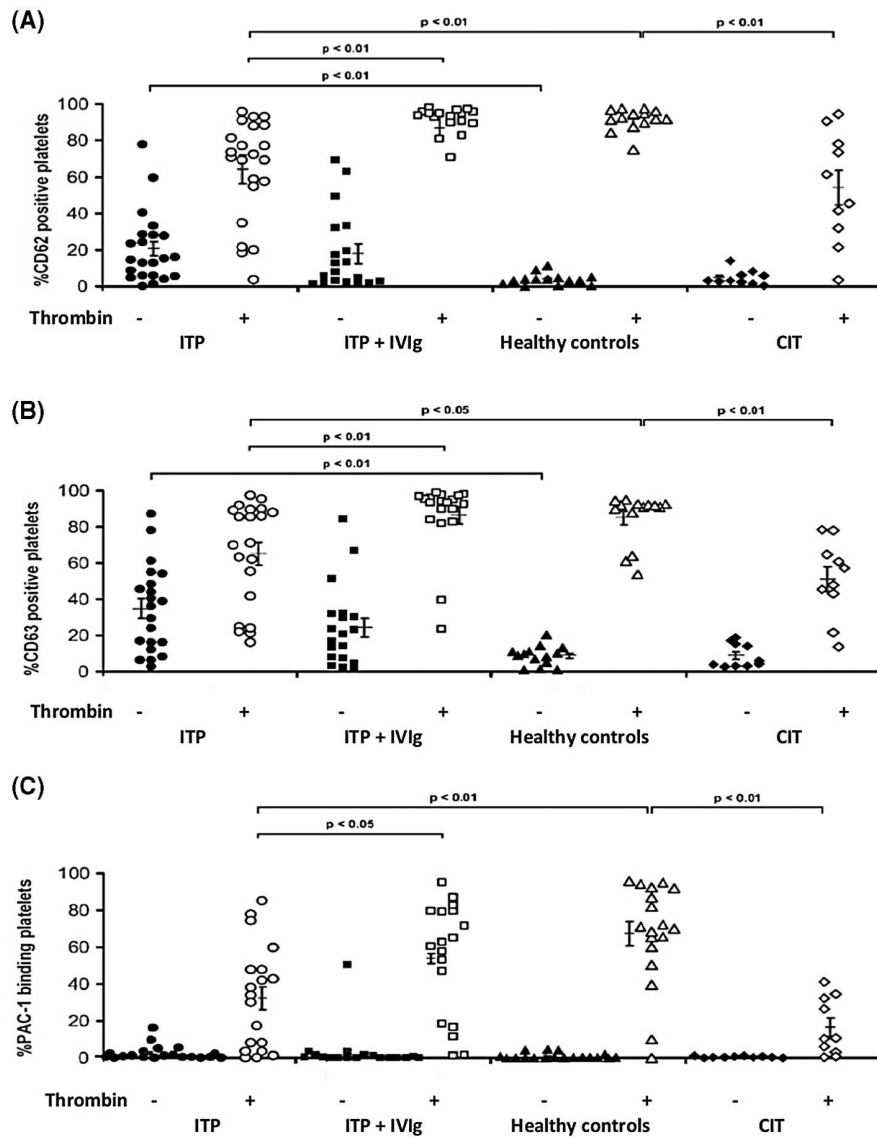 (A)
p < 0.01 p < 0.01
p < 0.01
p < 0.01
%CD62 positive platelets
100
80
60
40
20
0
Thrombin - + - + - + - +
ITP ITP + IVIg Healthy controls CIT
(B)
p < 0.05 p < 0.01
p < 0.01
p < 0.01
%CD63 positive platelets
100
80
60
40
20
0
Thrombin - + - + - + - +
ITP ITP + IVIg Healthy controls CIT
(C)
p < 0.01 p < 0.01
p < 0.05
%PAC-1 binding platelets
100
80
60
40
20
0
Thrombin - + - + - + - +
ITP ITP + IVIg Healthy controls CIT